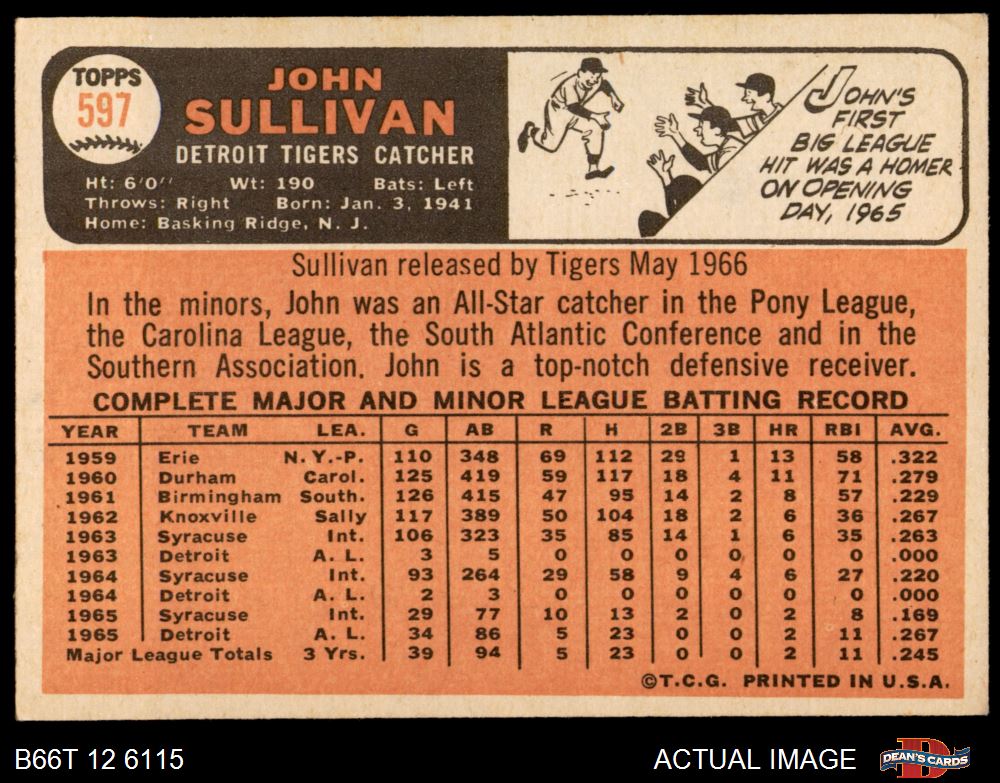 TOPPS
597
JOHN
SULLIVAN
DETROIT TIGERS CATCHER
Ht: 6'0" Wt: 190 Bats: Left
Throws: Right Born: Jan. 3, 1941
Home: Basking Ridge, N. J.
JOHN'S
FIRST
BIG LEAGUE
HIT WAS A HOMER
ON OPENING
DAY, 1965
Sullivan released by Tigers May 1966
In the minors, John was an All-Star catcher in the Pony League,
the Carolina League, the South Atlantic Conference and in the
Southern Association. John is a top-notch defensive receiver.
COMPLETE MAJOR AND MINOR LEAGUE BATTING RECORD
YEAR TEAM LEA. G AB R H 2B 3B HR RBI AVG.
1959 Erie N.Y.-P. 110 348 69 112 29 1 13 58 .322
1960 Durham Carol. 125 419 59 117 18 4 11 71 .279
1961 Birmingham South. 126 415 47 95 14 2 8 57 .229
1962 Knoxville Sally 117 389 50 104 18 2 6 36 .267
1963 Syracuse Int. 106 323 35 85 14 1 6 35 .263
1963 Detroit A. L. 3 5 0 0 0 0 0 0 .000
1964 Syracuse Int. 93 264 29 58 9 4 6 27 .220
1964 Detroit A. L. 2 3 0 0 0 0 0 0 .000
1965 Syracuse Int. 29 77 10 13 2 0 2 8 .169
1965 Detroit A. L. 34 86 5 23 0 0 2 11 .267
Major League Totals 3 Yrs. 39 94 5 23 0 0 2 11 .245
©T.C.G. PRINTED IN U.S.A.
B66T 12 6115
ACTUAL IMAGE
DEAN'S CARDS